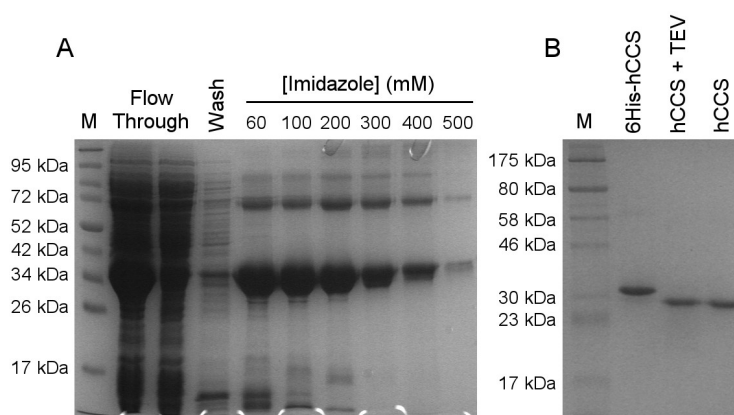 A
Flow
Through
Wash
[Imidazole] (mM)
M
60 100 200 300 400 500
95 kDa
72 kDa
52 kDa
42 kDa
34 kDa
26 kDa
17 kDa
B
M
6His-hCCS
hCCS + TEV
hCCS
175 kDa
80 kDa
58 kDa
46 kDa
30 kDa
23 kDa
17 kDa